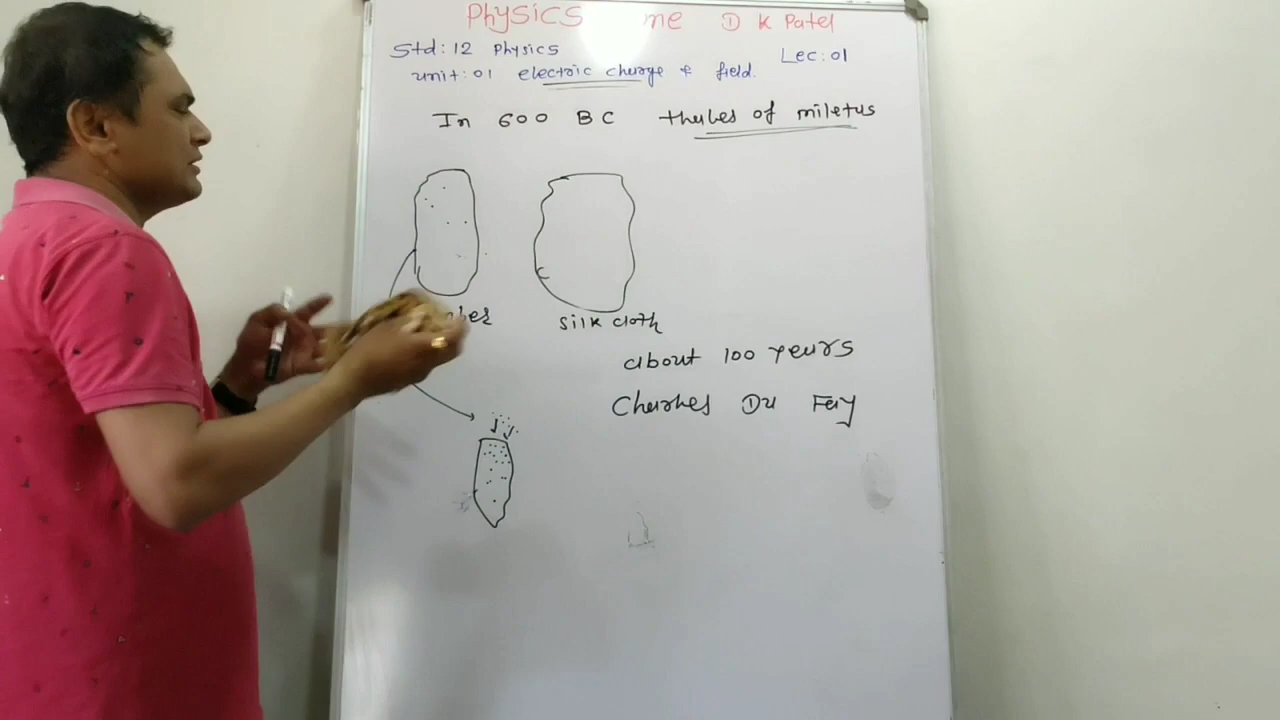 Physics me D K Patel
Std: 12 Physics
Lec: 01
unit: 01 electric charge & field.
In 600 BC thales of miletus
silk cloth
about 100 years
Charles Du Fay